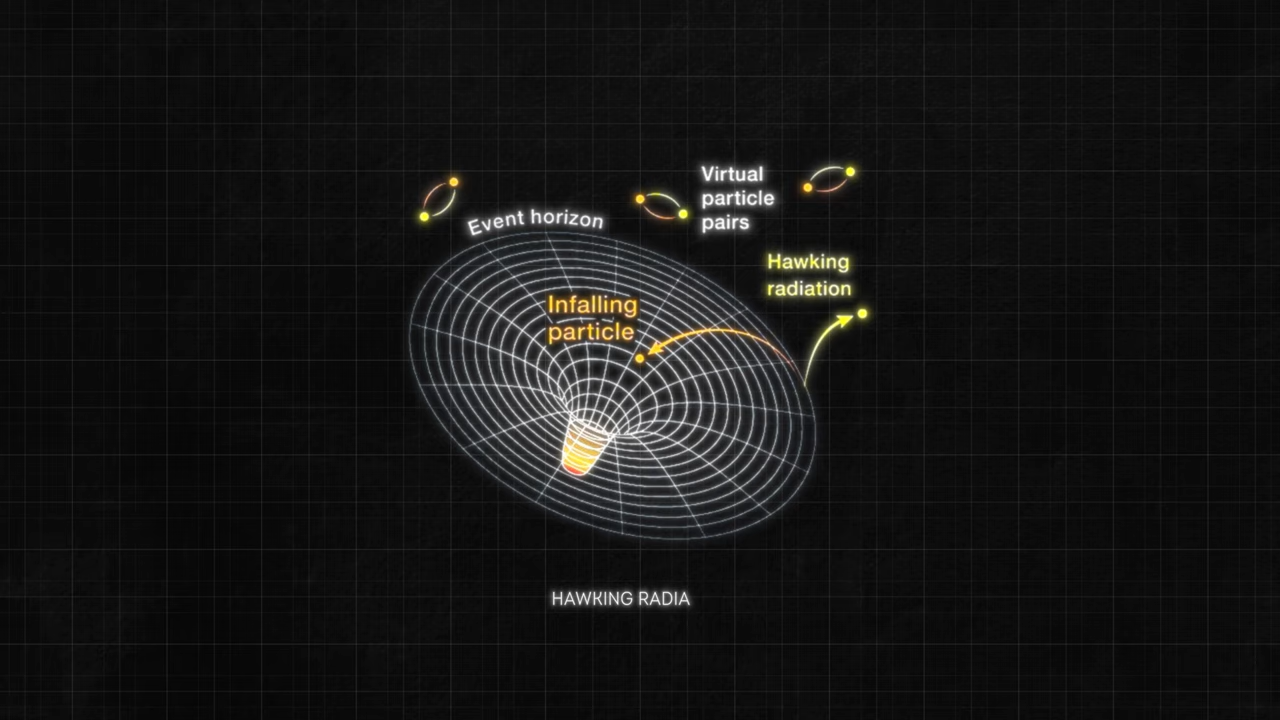 Virtual
particle
pairs
Event horizon
Hawking
radiation
Infalling
particle
HAWKING RADIA